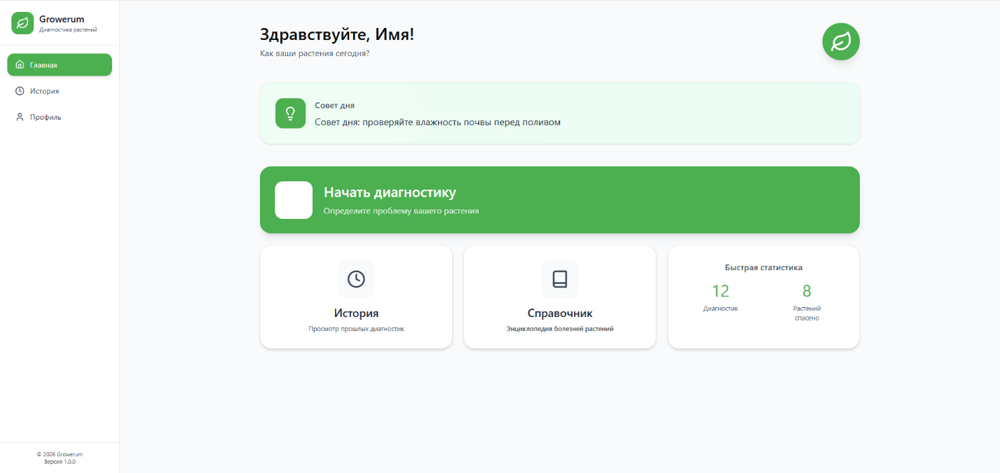 Growerum
Диагностика растений
Главная
История
Профиль
© 2026 Growerum
Версия 1.0.0
Здравствуйте, Имя!
Как ваши растения сегодня?
Совет дня
Совет дня: проверяйте влажность почвы перед поливом
Начать диагностику
Определите проблему вашего растения
История
Просмотр прошлых диагностик
Справочник
Энциклопедия болезней растений
Быстрая статистика
12
Диагностик
8
Растений
спасено